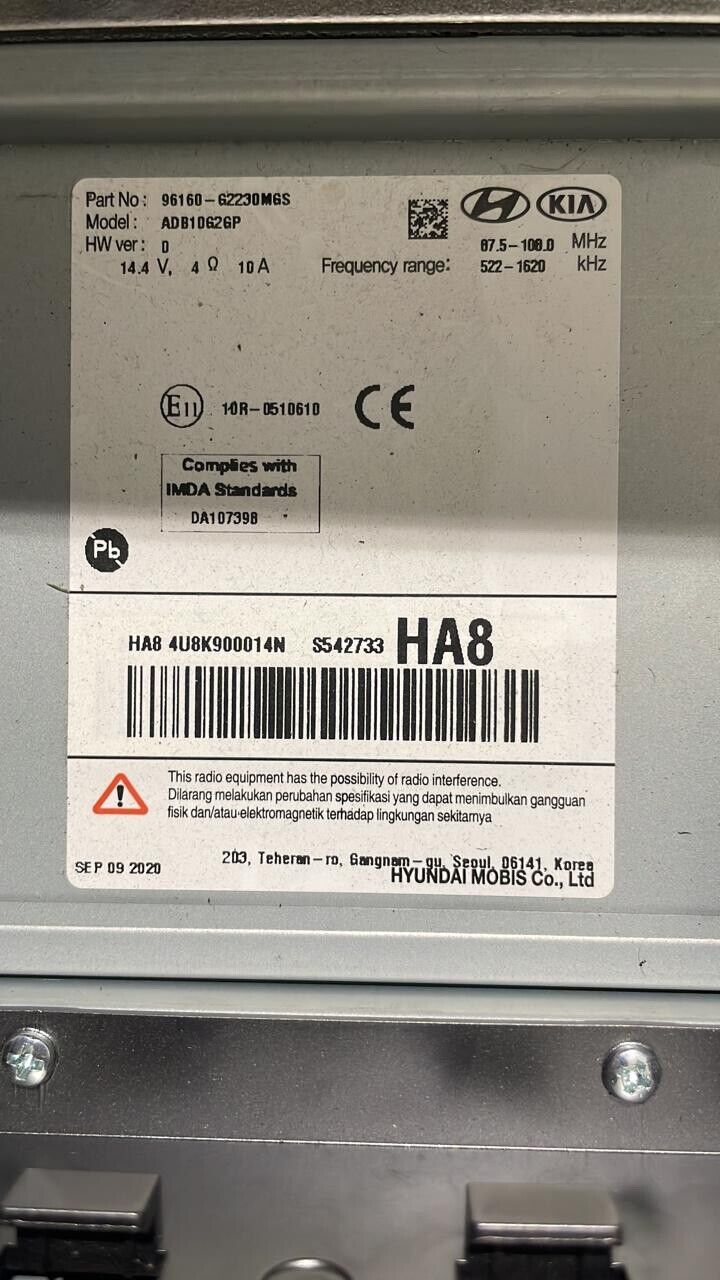 Part No : 96160-G2230MGS
Model : ADB10G2GP
HW ver : D
14.4 V, 4 Ω 10 A
KIA
87.5-108.0 MHz
Frequency range: 522-1620 kHz
E11 10R-0510610 CE
Complies with
IMDA Standards
DA107398
Pb
HA8 4U8K900014N S542733 HA8
This radio equipment has the possibility of radio interference.
Dilarang melakukan perubahan spesifikasi yang dapat menimbulkan gangguan
fisik dan/atau elektromagnetik terhadap lingkungan sekitarnya
SEP 09 2020
203, Teheran-ro, Gangnam-gu, Seoul, 06141, Korea
HYUNDAI MOBIS Co., Ltd